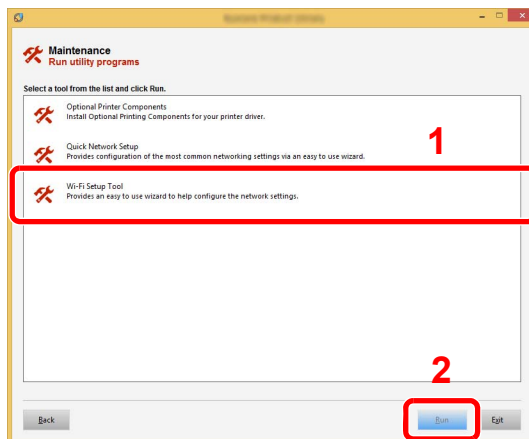 Maintenance
Run utility programs
Select a tool from the list and click Run.
Optional Printer Components
Install Optional Printing Components for your printer driver.
1
Quick Network Setup
Provides configuration of the most common networking settings via an easy to use wizard.
Wi-Fi Setup Tool
Provides an easy to use wizard to help configure the network settings.
2
Back
Run
Exit